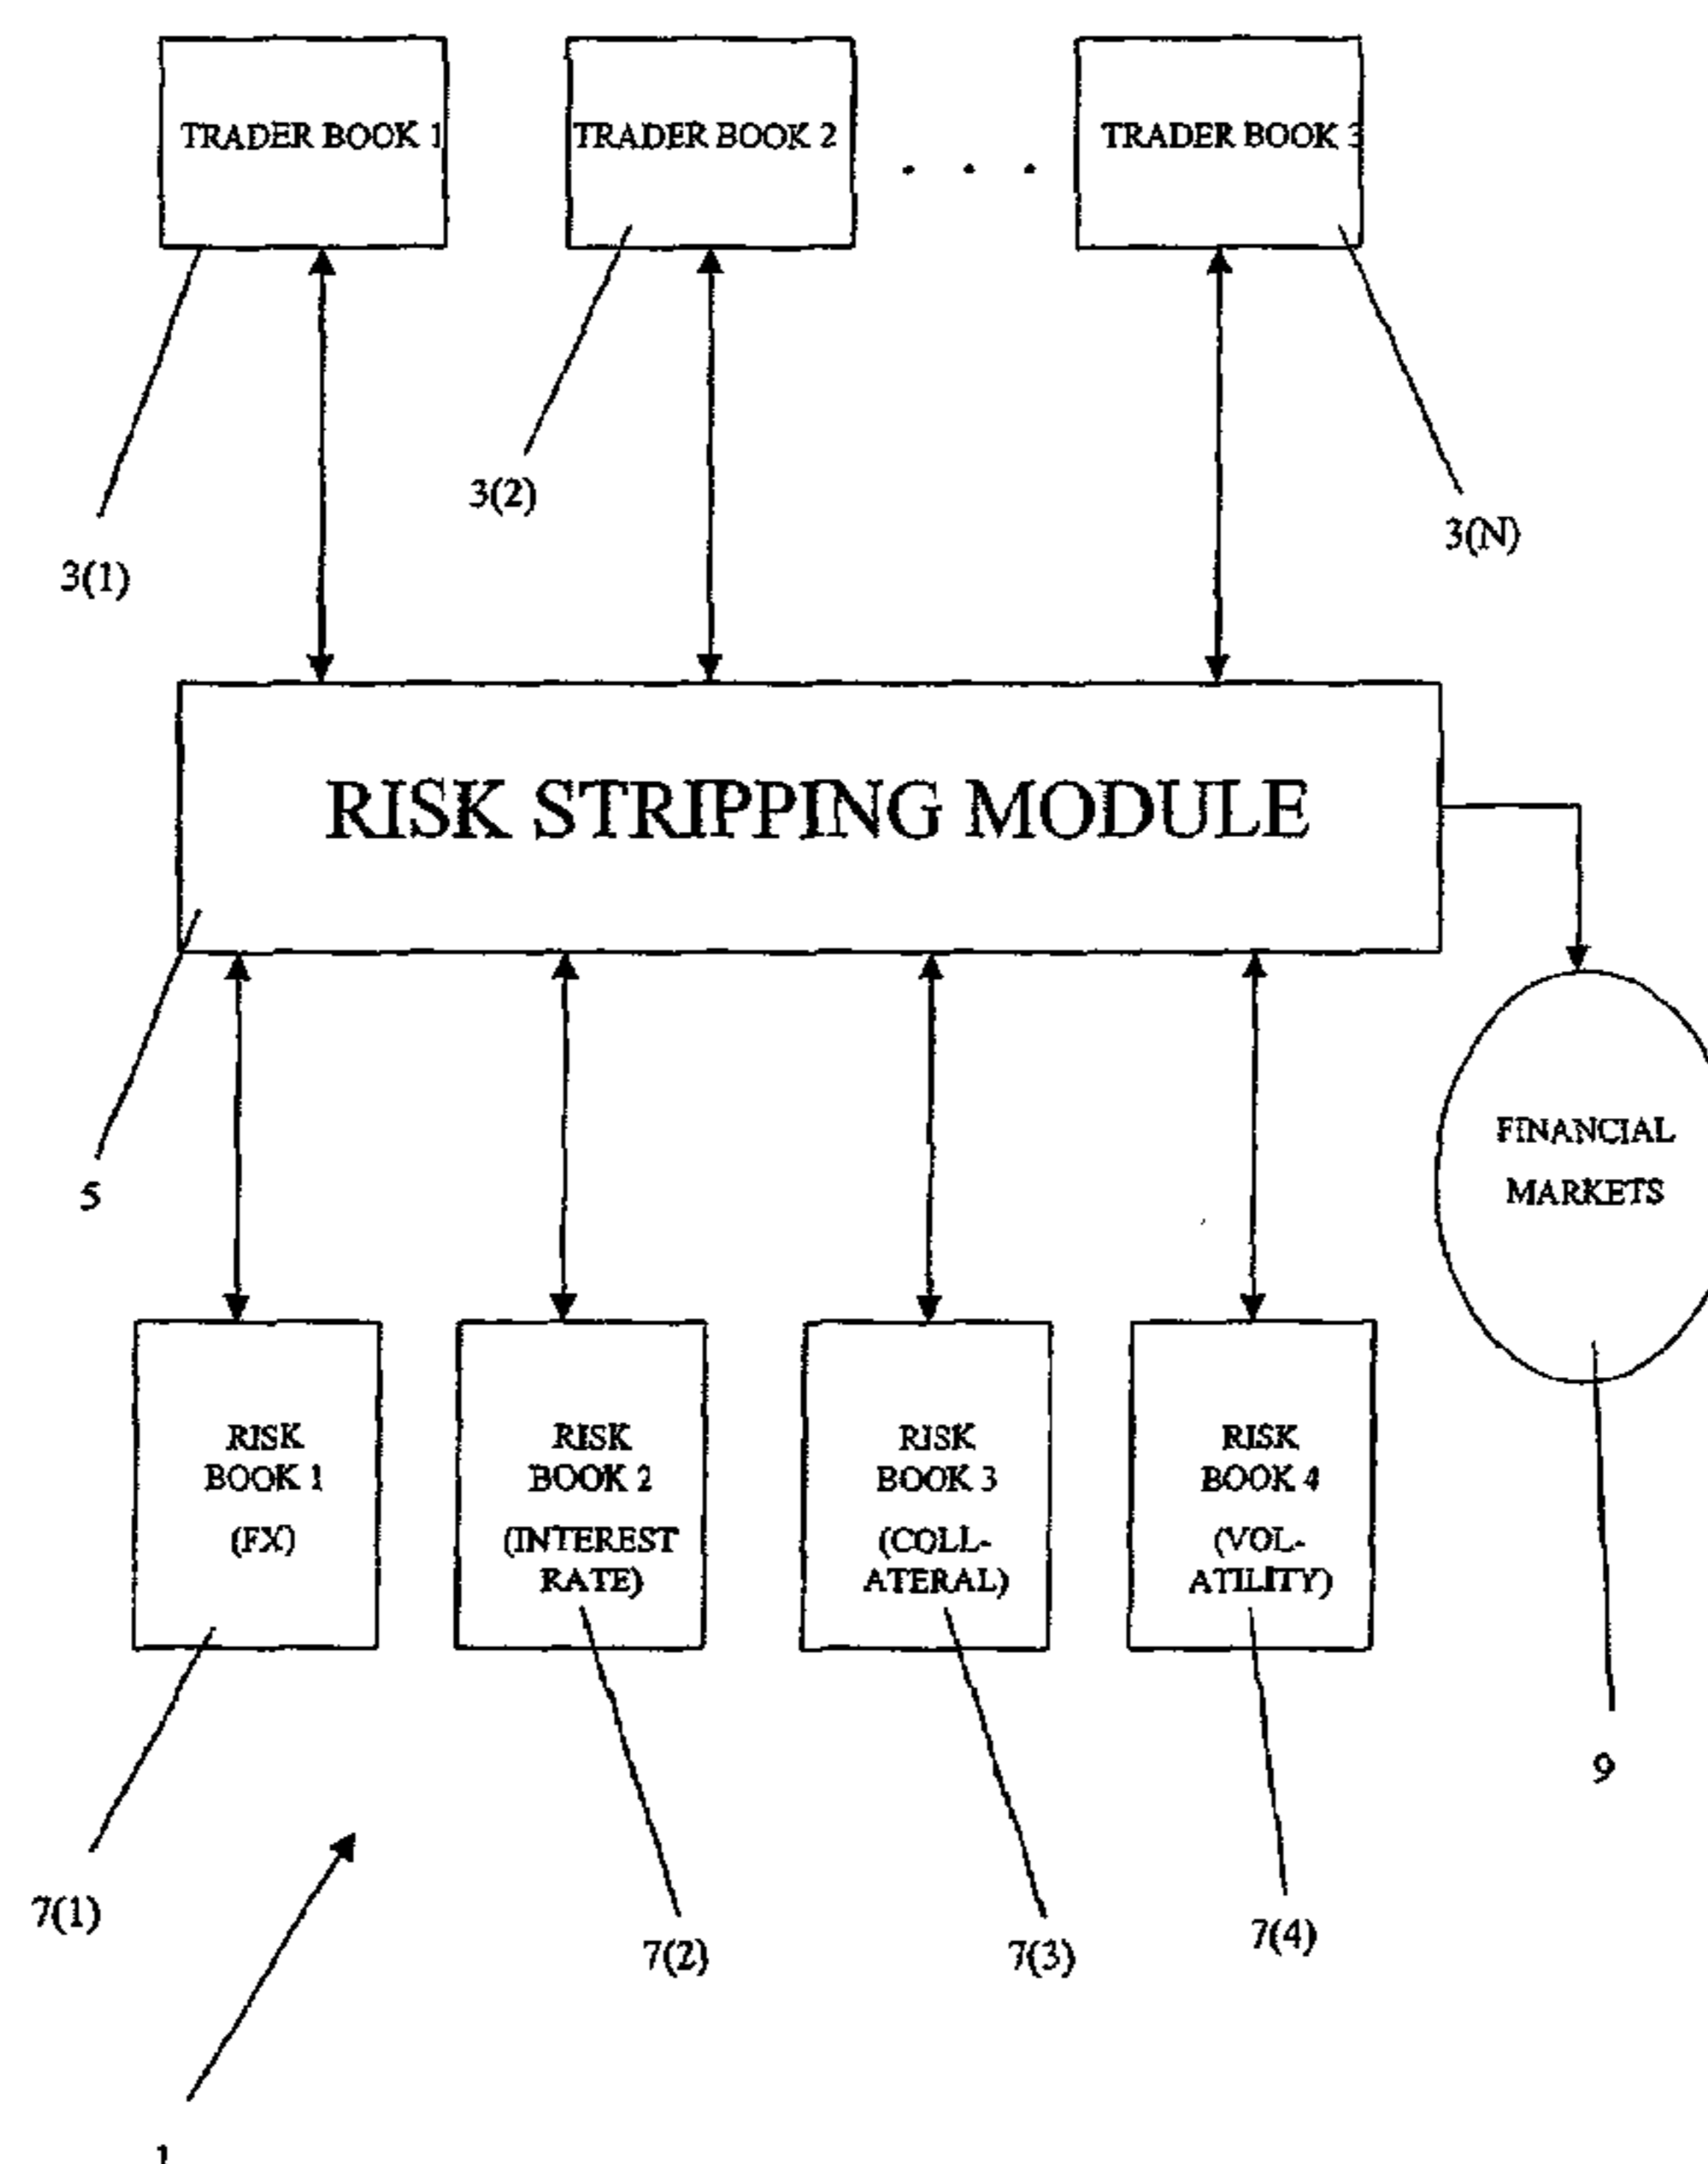 TRADER BOOK 1
TRADER BOOK 2
. . .
TRADER BOOK 3
3(1)
3(2)
3(N)
RISK STRIPPING MODULE
5
FINANCIAL
MARKETS
9
RISK
BOOK 1
(FX)
RISK
BOOK 2
(INTEREST
RATE)
RISK
BOOK 3
(COLL-
ATERAL)
RISK
BOOK 4
(VOL-
ATILITY)
7(1)
7(2)
7(3)
7(4)
1